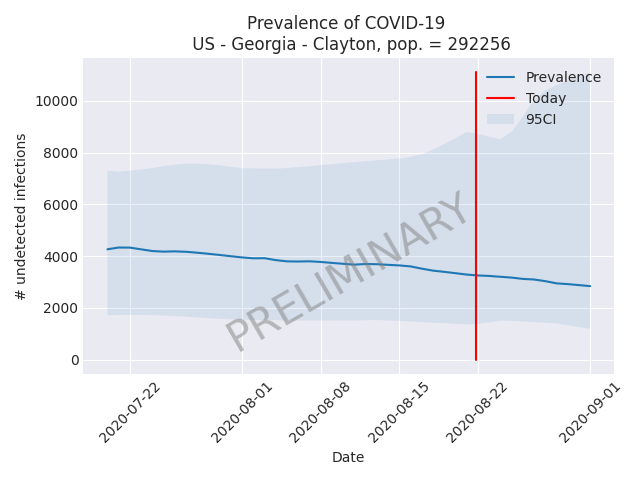 Prevalence of COVID-19
US - Georgia - Clayton, pop. = 292256
Prevalence
Today
95CI
10000
8000
6000
4000
2000
0
# undetected infections
PRELIMINARY
2020-07-22
2020-08-01
2020-08-08
2020-08-15
2020-08-22
2020-09-01
Date